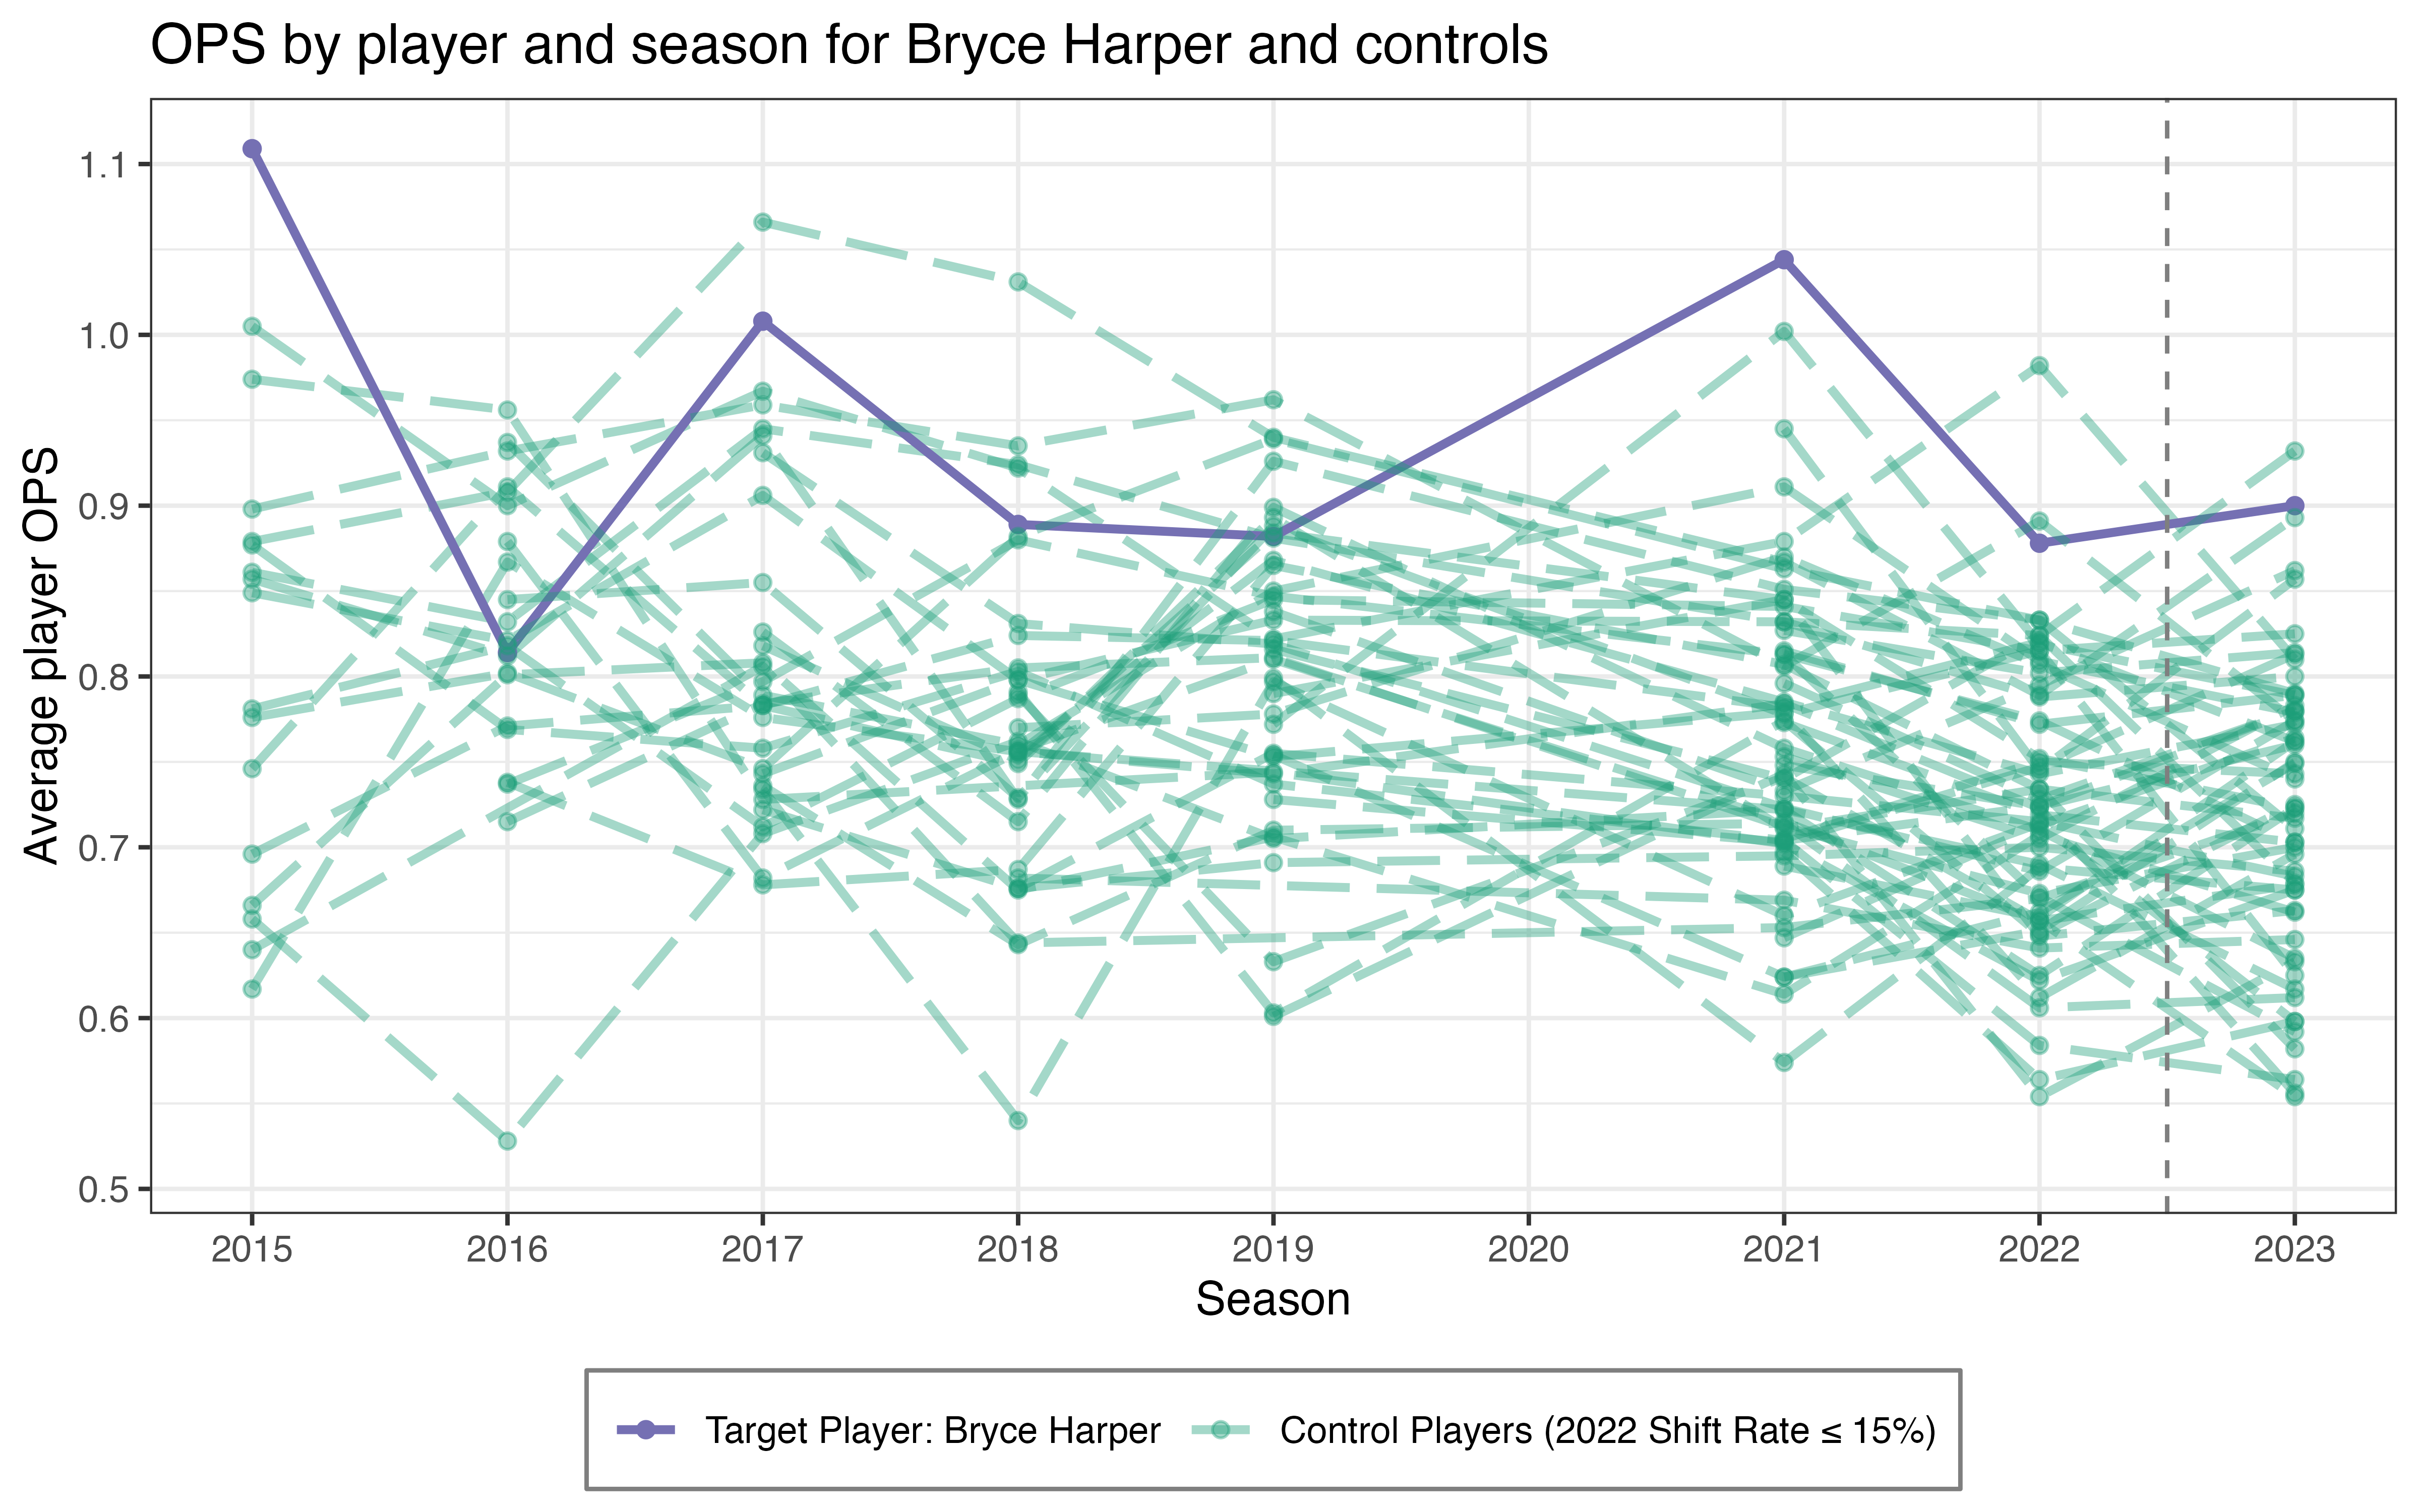 OPS by player and season for Bryce Harper and controls
Average player OPS
1.1
1.0
0.9
0.8
0.7
0.6
0.5
2015 2016 2017 2018 2019 2020 2021 2022 2023
Season
Target Player: Bryce Harper Control Players (2022 Shift Rate ≤ 15%)